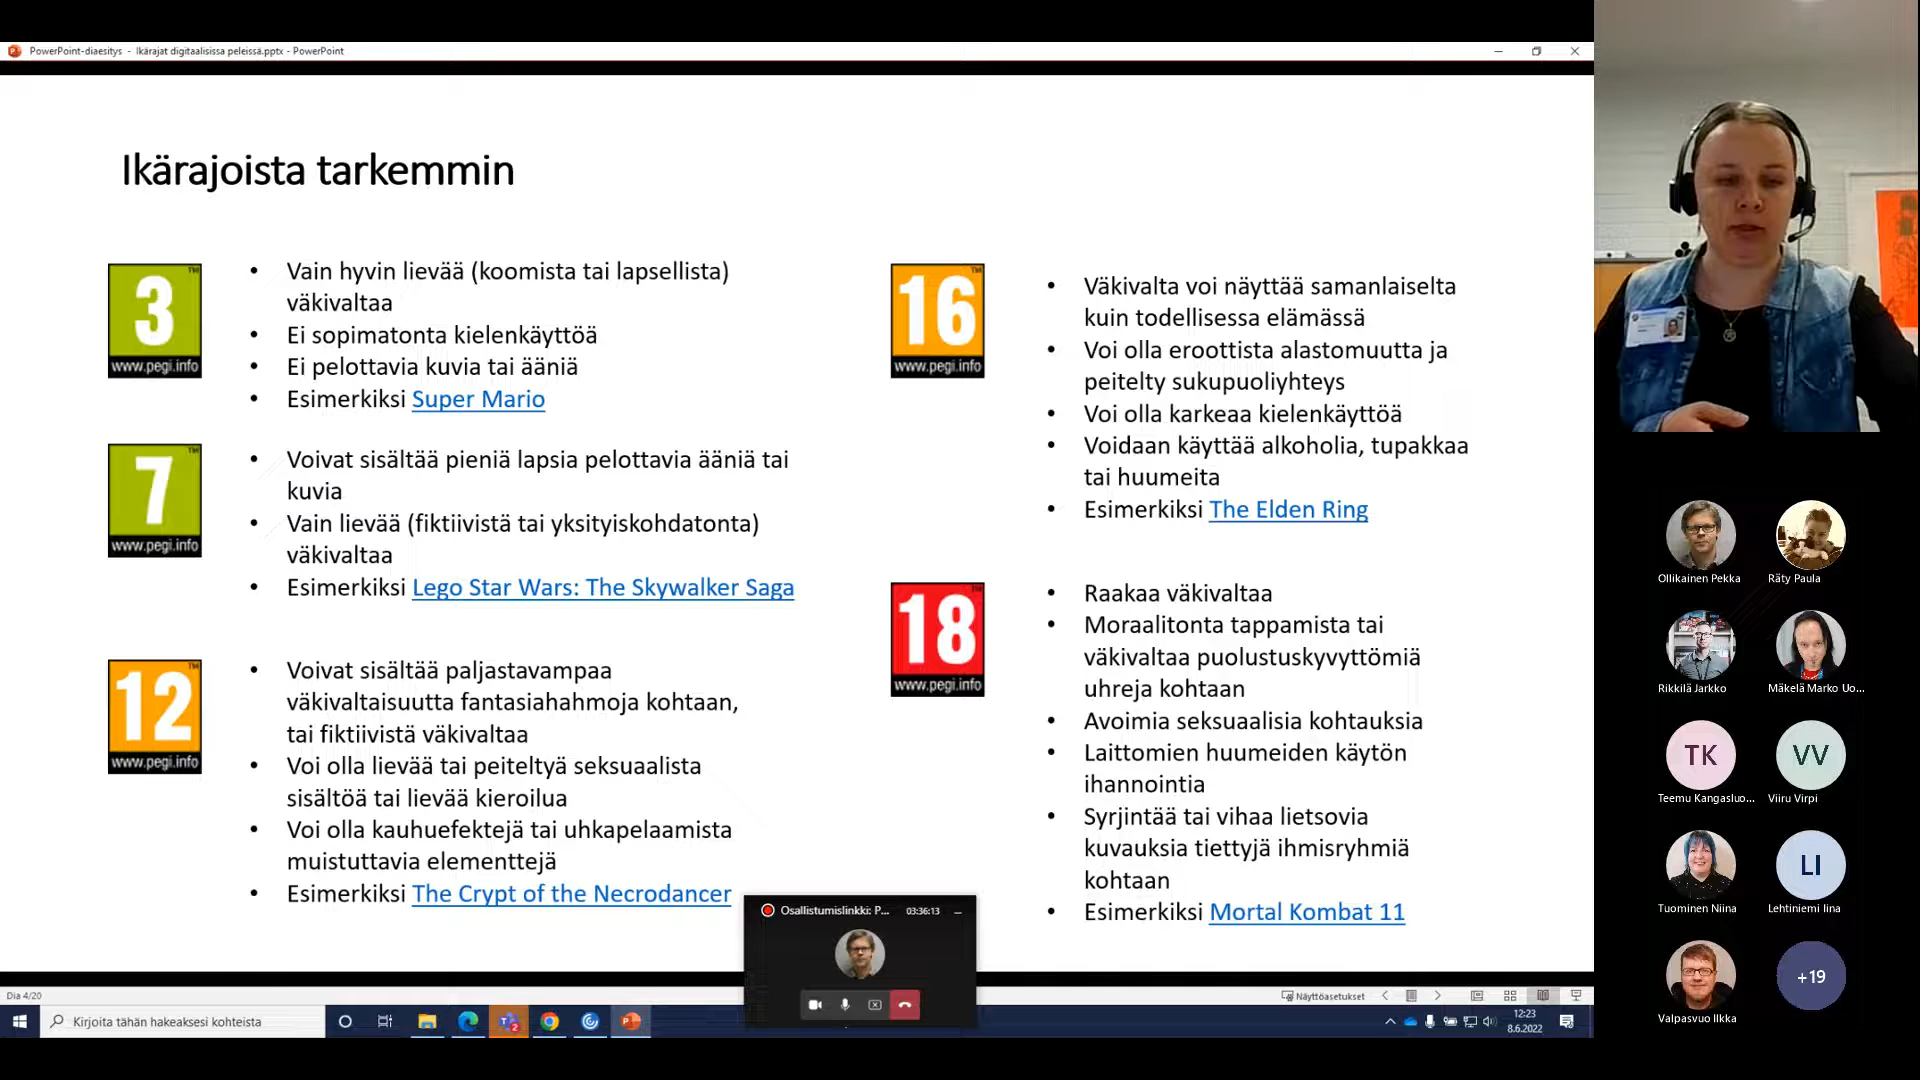 PowerPoint-diaesitys - Ikärajat digitaalisissa peleissä.pptx - PowerPoint
Ikärajoista tarkemmin
3
www.pegi.info
• Vain hyvin lievää (koomista tai lapsellista)
väkivaltaa
• Ei sopimatonta kielenkäyttöä
• Ei pelottavia kuvia tai ääniä
• Esimerkiksi Super Mario
7
www.pegi.info
• Voivat sisältää pieniä lapsia pelottavia ääniä tai
kuvia
• Vain lievää (fiktiivistä tai yksityiskohdatonta)
väkivaltaa
• Esimerkiksi Lego Star Wars: The Skywalker Saga
12
www.pegi.info
• Voivat sisältää paljastavampaa
väkivaltaisuutta fantasiahahmoja kohtaan,
tai fiktiivistä väkivaltaa
• Voi olla lievää tai peiteltyä seksuaalista
sisältöä tai lievää kieroilua
• Voi olla kauhuefektejä tai uhkapelaamista
muistuttavia elementtejä
• Esimerkiksi The Crypt of the Necrodancer
16
www.pegi.info
• Väkivalta voi näyttää samanlaiselta
kuin todellisessa elämässä
• Voi olla eroottista alastomuutta ja
peitelty sukupuoliyhteys
• Voi olla karkeaa kielenkäyttöä
• Voidaan käyttää alkoholia, tupakkaa
tai huumeita
• Esimerkiksi The Elden Ring
18
www.pegi.info
• Raakaa väkivaltaa
• Moraalitonta tappamista tai
väkivaltaa puolustuskyvyttömiä
uhreja kohtaan
• Avoimia seksuaalisia kohtauksia
• Laittomien huumeiden käytön
ihannointia
• Syrjintää tai vihaa lietsovia
kuvauksia tiettyjä ihmisryhmiä
kohtaan
• Esimerkiksi Mortal Kombat 11
Osallistumislinkki: P... 03:36:13
Dia 4/20
Näyttöasetukset
Kirjoita tähän hakeaksesi kohteista
12:23
8.6.2022
Ollikainen Pekka
Räty Paula
Rikkilä Jarkko
Mäkelä Marko Uo...
TK
VV
Teemu Kangasluo...
Viiru Virpi
LI
Tuominen Niina
Lehtiniemi Iina
+19
Valpasvuo Ilkka